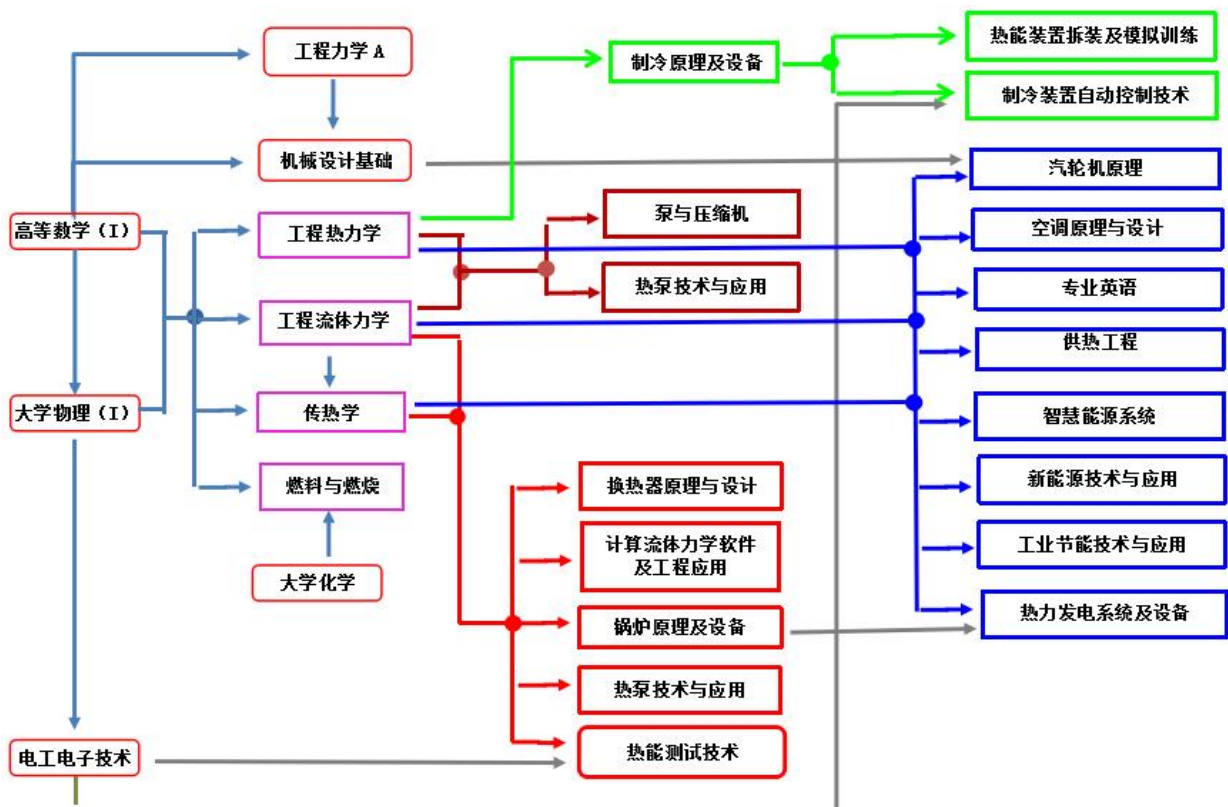 工程力学 A
制冷原理及设备
热能装置拆装及模拟训练
制冷装置自动控制技术
机械设计基础
汽轮机原理
高等数学（I）
工程热力学
泵与压缩机
空调原理与设计
热泵技术与应用
专业英语
工程流体力学
供热工程
大学物理（I）
传热学
智慧能源系统
燃料与燃烧
换热器原理与设计
新能源技术与应用
计算流体力学软件
及工程应用
工业节能技术与应用
大学化学
锅炉原理及设备
热力发电系统及设备
热泵技术与应用
电工电子技术
热能测试技术